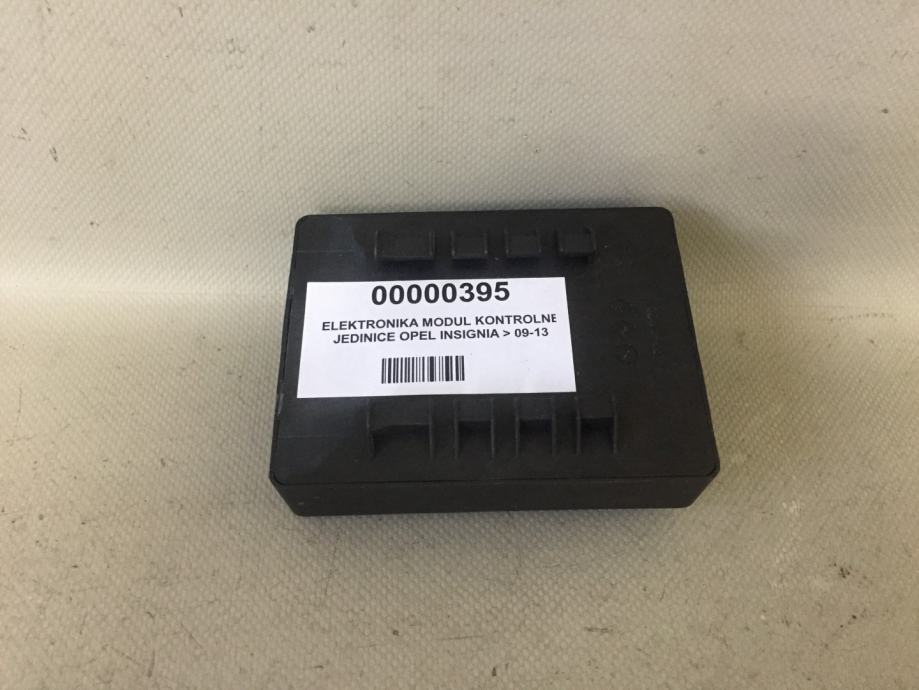 00000395
ELEKTRONIKA MODUL KONTROLNE
JEDINICE OPEL INSIGNIA > 09-13